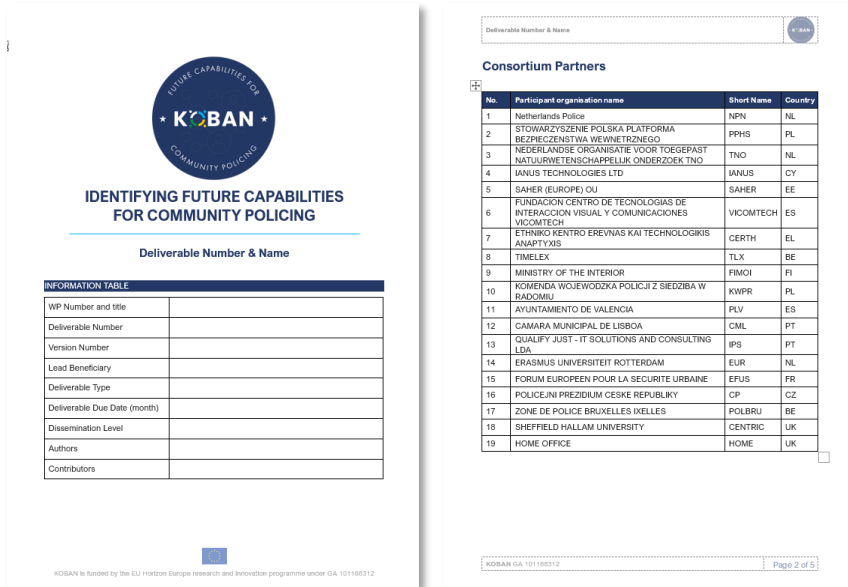 FUTURE CAPABILITIES FOR
KOBAN
COMMUNITY POLICING
IDENTIFYING FUTURE CAPABILITIES
FOR COMMUNITY POLICING
Deliverable Number & Name
INFORMATION TABLE
WP Number and title
Deliverable Number
Version Number
Lead Beneficiary
Deliverable Type
Deliverable Due Date (month)
Dissemination Level
Authors
Contributors
KOBAN is funded by the EU Horizon Europe research and innovation programme under GA 101168312
Deliverable Number & Name
KOBAN
Consortium Partners
No. Participant organisation name Short Name Country
1 Netherlands Police NPN NL
2 STOWARZYSZENIE POLSKA PLATFORMA
BEZPIECZENSTWA WEWNETRZNEGO PPHS PL
3 NEDERLANDSE ORGANISATIE VOOR TOEGEPAST
NATUURWETENSCHAPPELIJK ONDERZOEK TNO TNO NL
4 IANUS TECHNOLOGIES LTD IANUS CY
5 SAHER (EUROPE) OU SAHER EE
6 FUNDACION CENTRO DE TECNOLOGIAS DE
INTERACCION VISUAL Y COMUNICACIONES
VICOMTECH VICOMTECH ES
7 ETHNIKO KENTRO EREVNAS KAI TECHNOLOGIKIS
ANAPTYXIS CERTH EL
8 TIMELEX TLX BE
9 MINISTRY OF THE INTERIOR FIMOI FI
10 KOMENDA WOJEWODZKA POLICJI Z SIEDZIBA W
RADOMIU KWPR PL
11 AYUNTAMIENTO DE VALENCIA PLV ES
12 CAMARA MUNICIPAL DE LISBOA CML PT
13 QUALIFY JUST - IT SOLUTIONS AND CONSULTING
LDA IPS PT
14 ERASMUS UNIVERSITEIT ROTTERDAM EUR NL
15 FORUM EUROPEEN POUR LA SECURITE URBAINE EFUS FR
16 POLICEJNI PREZIDIUM CESKE REPUBLIKY CP CZ
17 ZONE DE POLICE BRUXELLES IXELLES POLBRU BE
18 SHEFFIELD HALLAM UNIVERSITY CENTRIC UK
19 HOME OFFICE HOME UK
KOBAN GA 101168312
Page 2 of 5